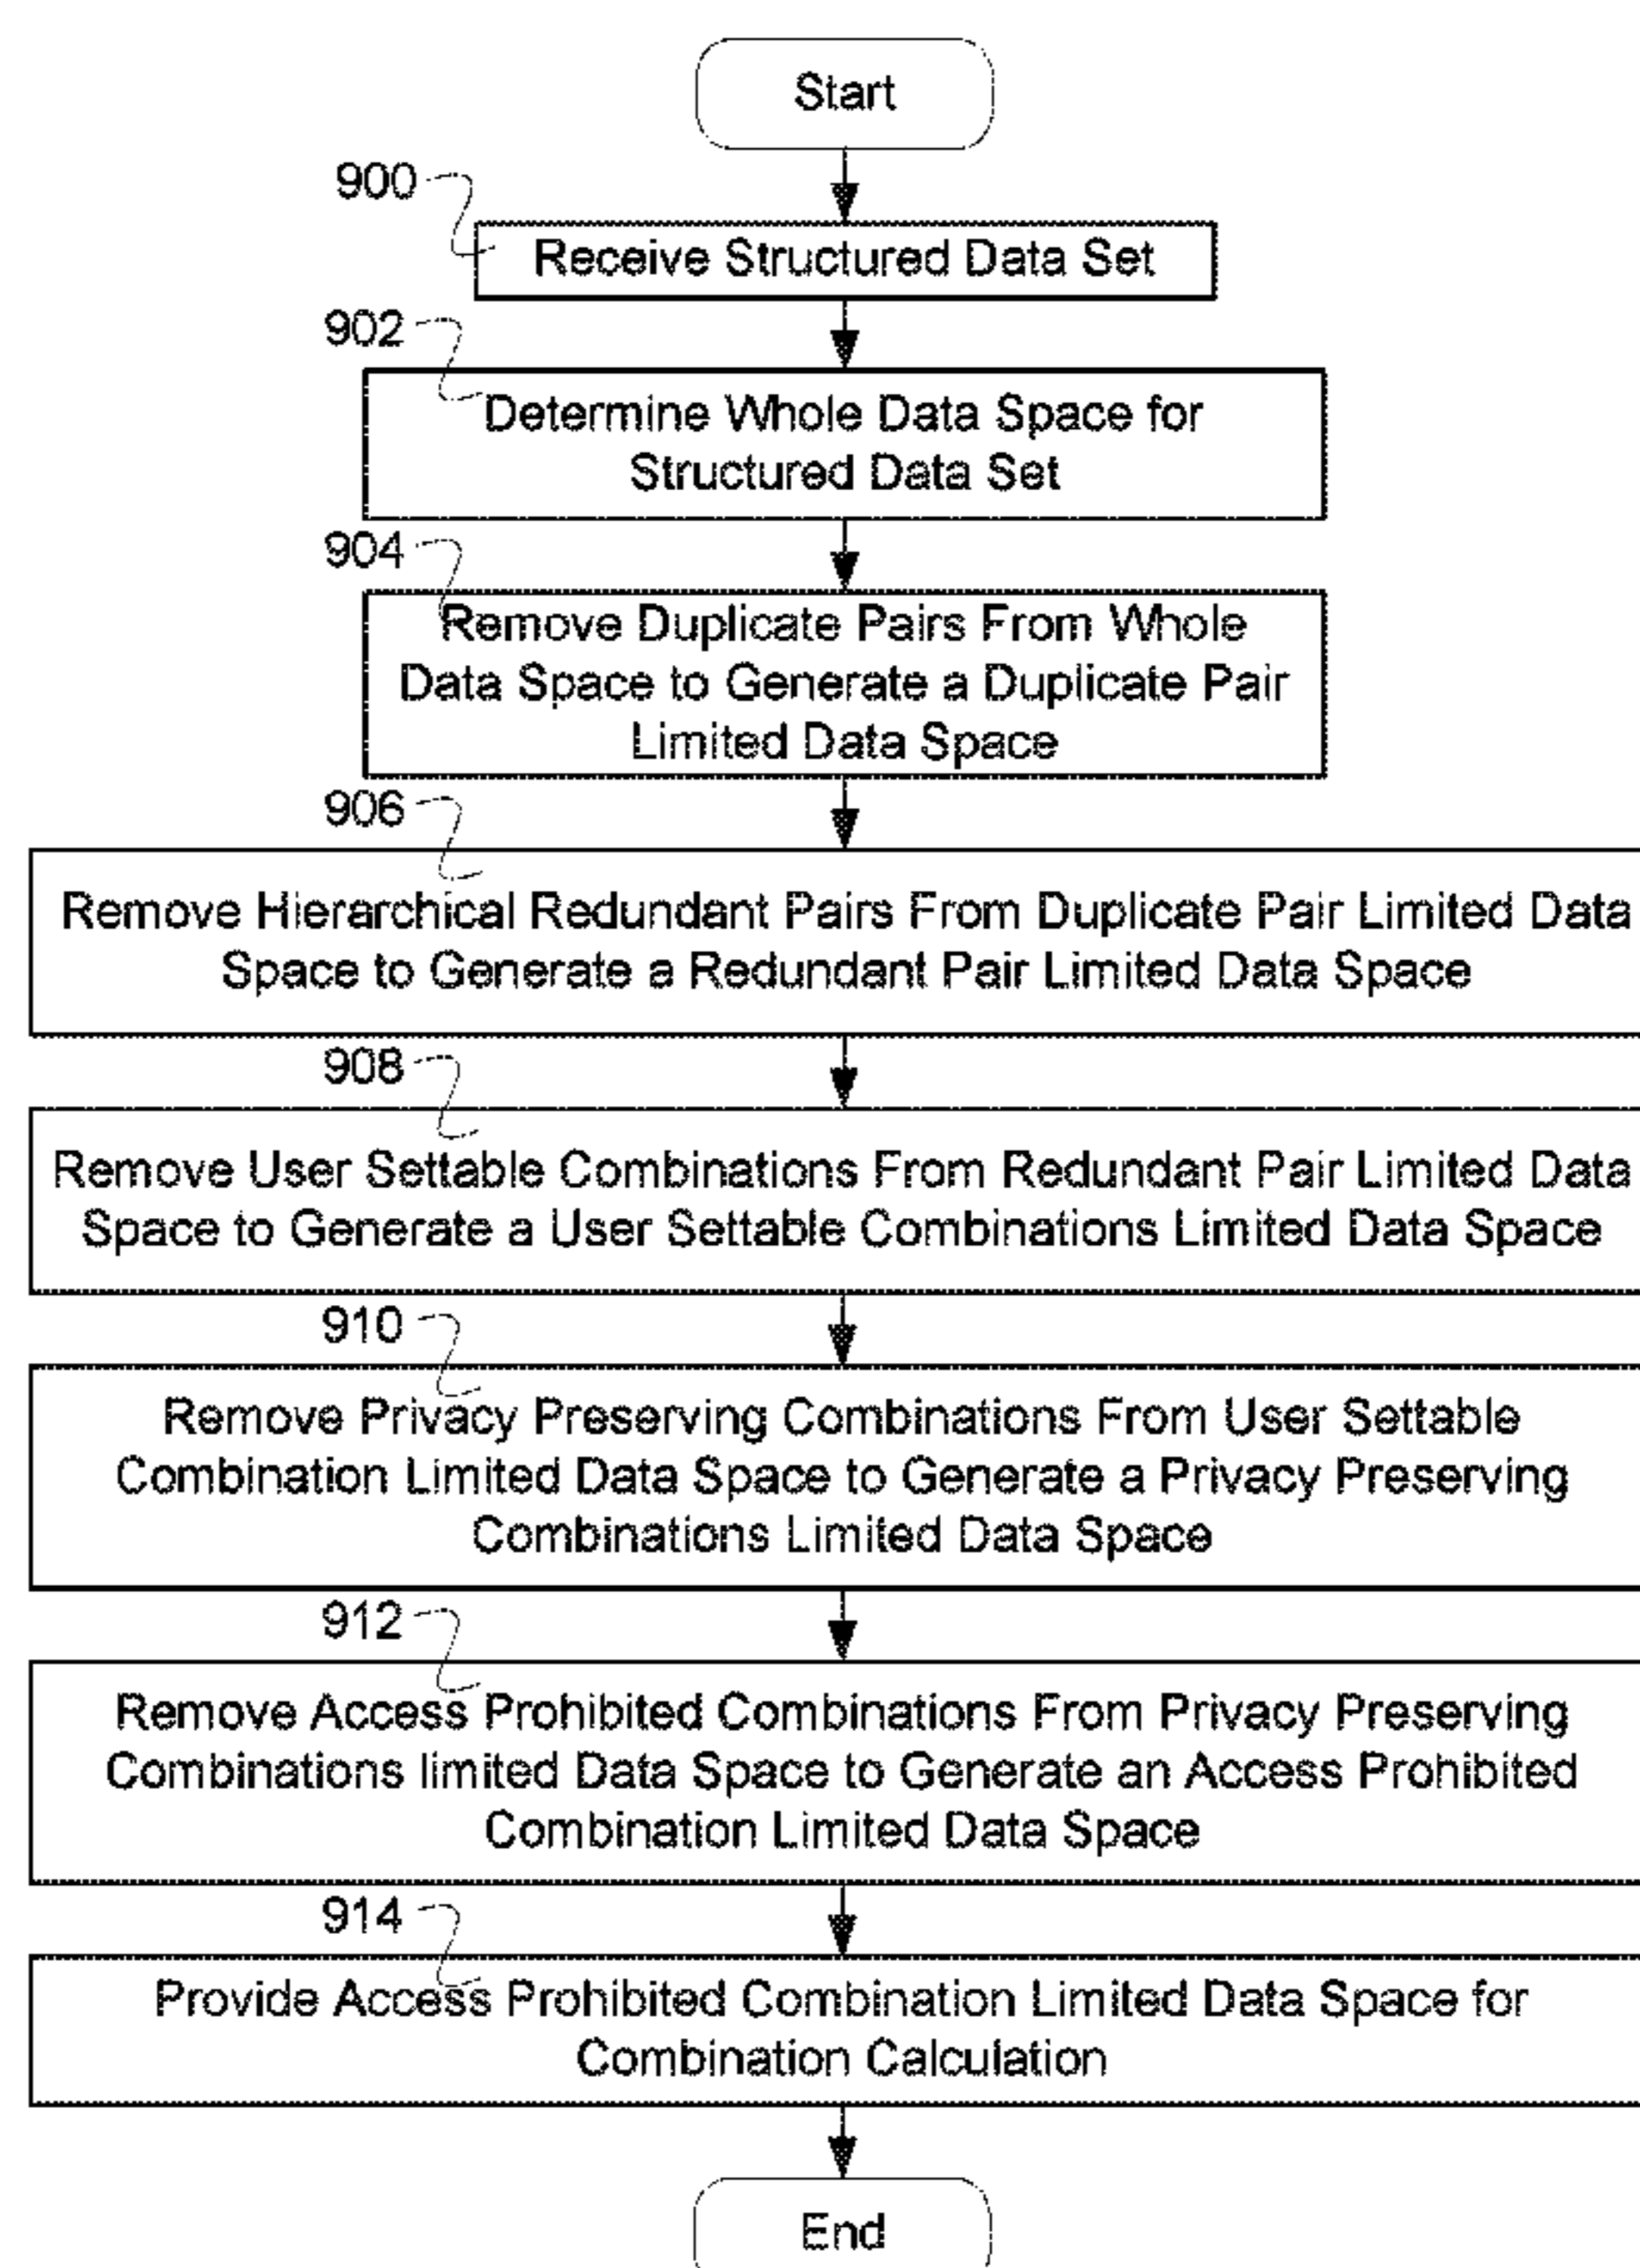 Start
900
Receive Structured Data Set
902
Determine Whole Data Space for
Structured Data Set
904
Remove Duplicate Pairs From Whole
Data Space to Generate a Duplicate Pair
Limited Data Space
906
Remove Hierarchical Redundant Pairs From Duplicate Pair Limited Data
Space to Generate a Redundant Pair Limited Data Space
908
Remove User Settable Combinations From Redundant Pair Limited Data
Space to Generate a User Settable Combinations Limited Data Space
910
Remove Privacy Preserving Combinations From User Settable
Combination Limited Data Space to Generate a Privacy Preserving
Combinations Limited Data Space
912
Remove Access Prohibited Combinations From Privacy Preserving
Combinations limited Data Space to Generate an Access Prohibited
Combination Limited Data Space
914
Provide Access Prohibited Combination Limited Data Space for
Combination Calculation
End